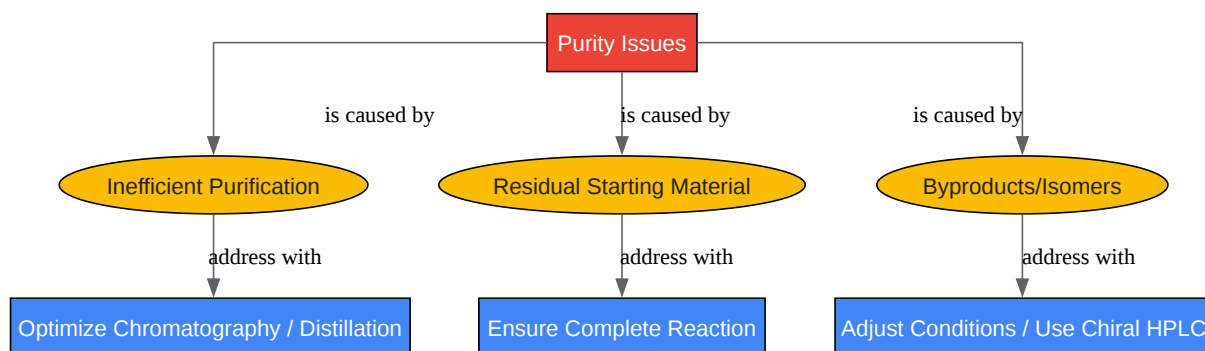 Purity Issues
is caused by
is caused by
is caused by
Inefficient Purification
Residual Starting Material
Byproducts/Isomers
address with
address with
address with
Optimize Chromatography / Distillation
Ensure Complete Reaction
Adjust Conditions / Use Chiral HPLC